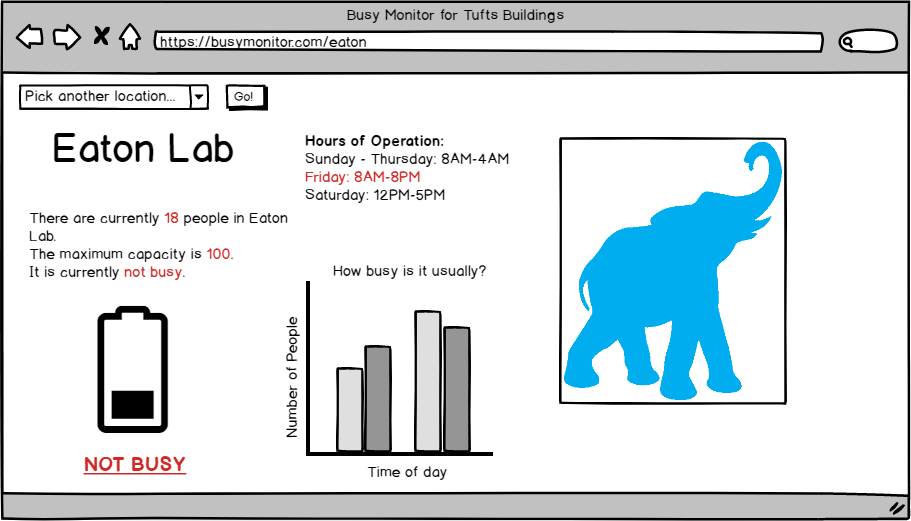 Busy Monitor for Tufts Buildings
https://busymonitor.com/eaton
Pick another location...
Go!
Eaton Lab
There are currently 18 people in Eaton
Lab.
The maximum capacity is 100.
It is currently not busy.
NOT BUSY
Hours of Operation:
Sunday - Thursday: 8AM-4AM
Friday: 8AM-8PM
Saturday: 12PM-5PM
How busy is it usually?
Number of People
Time of day